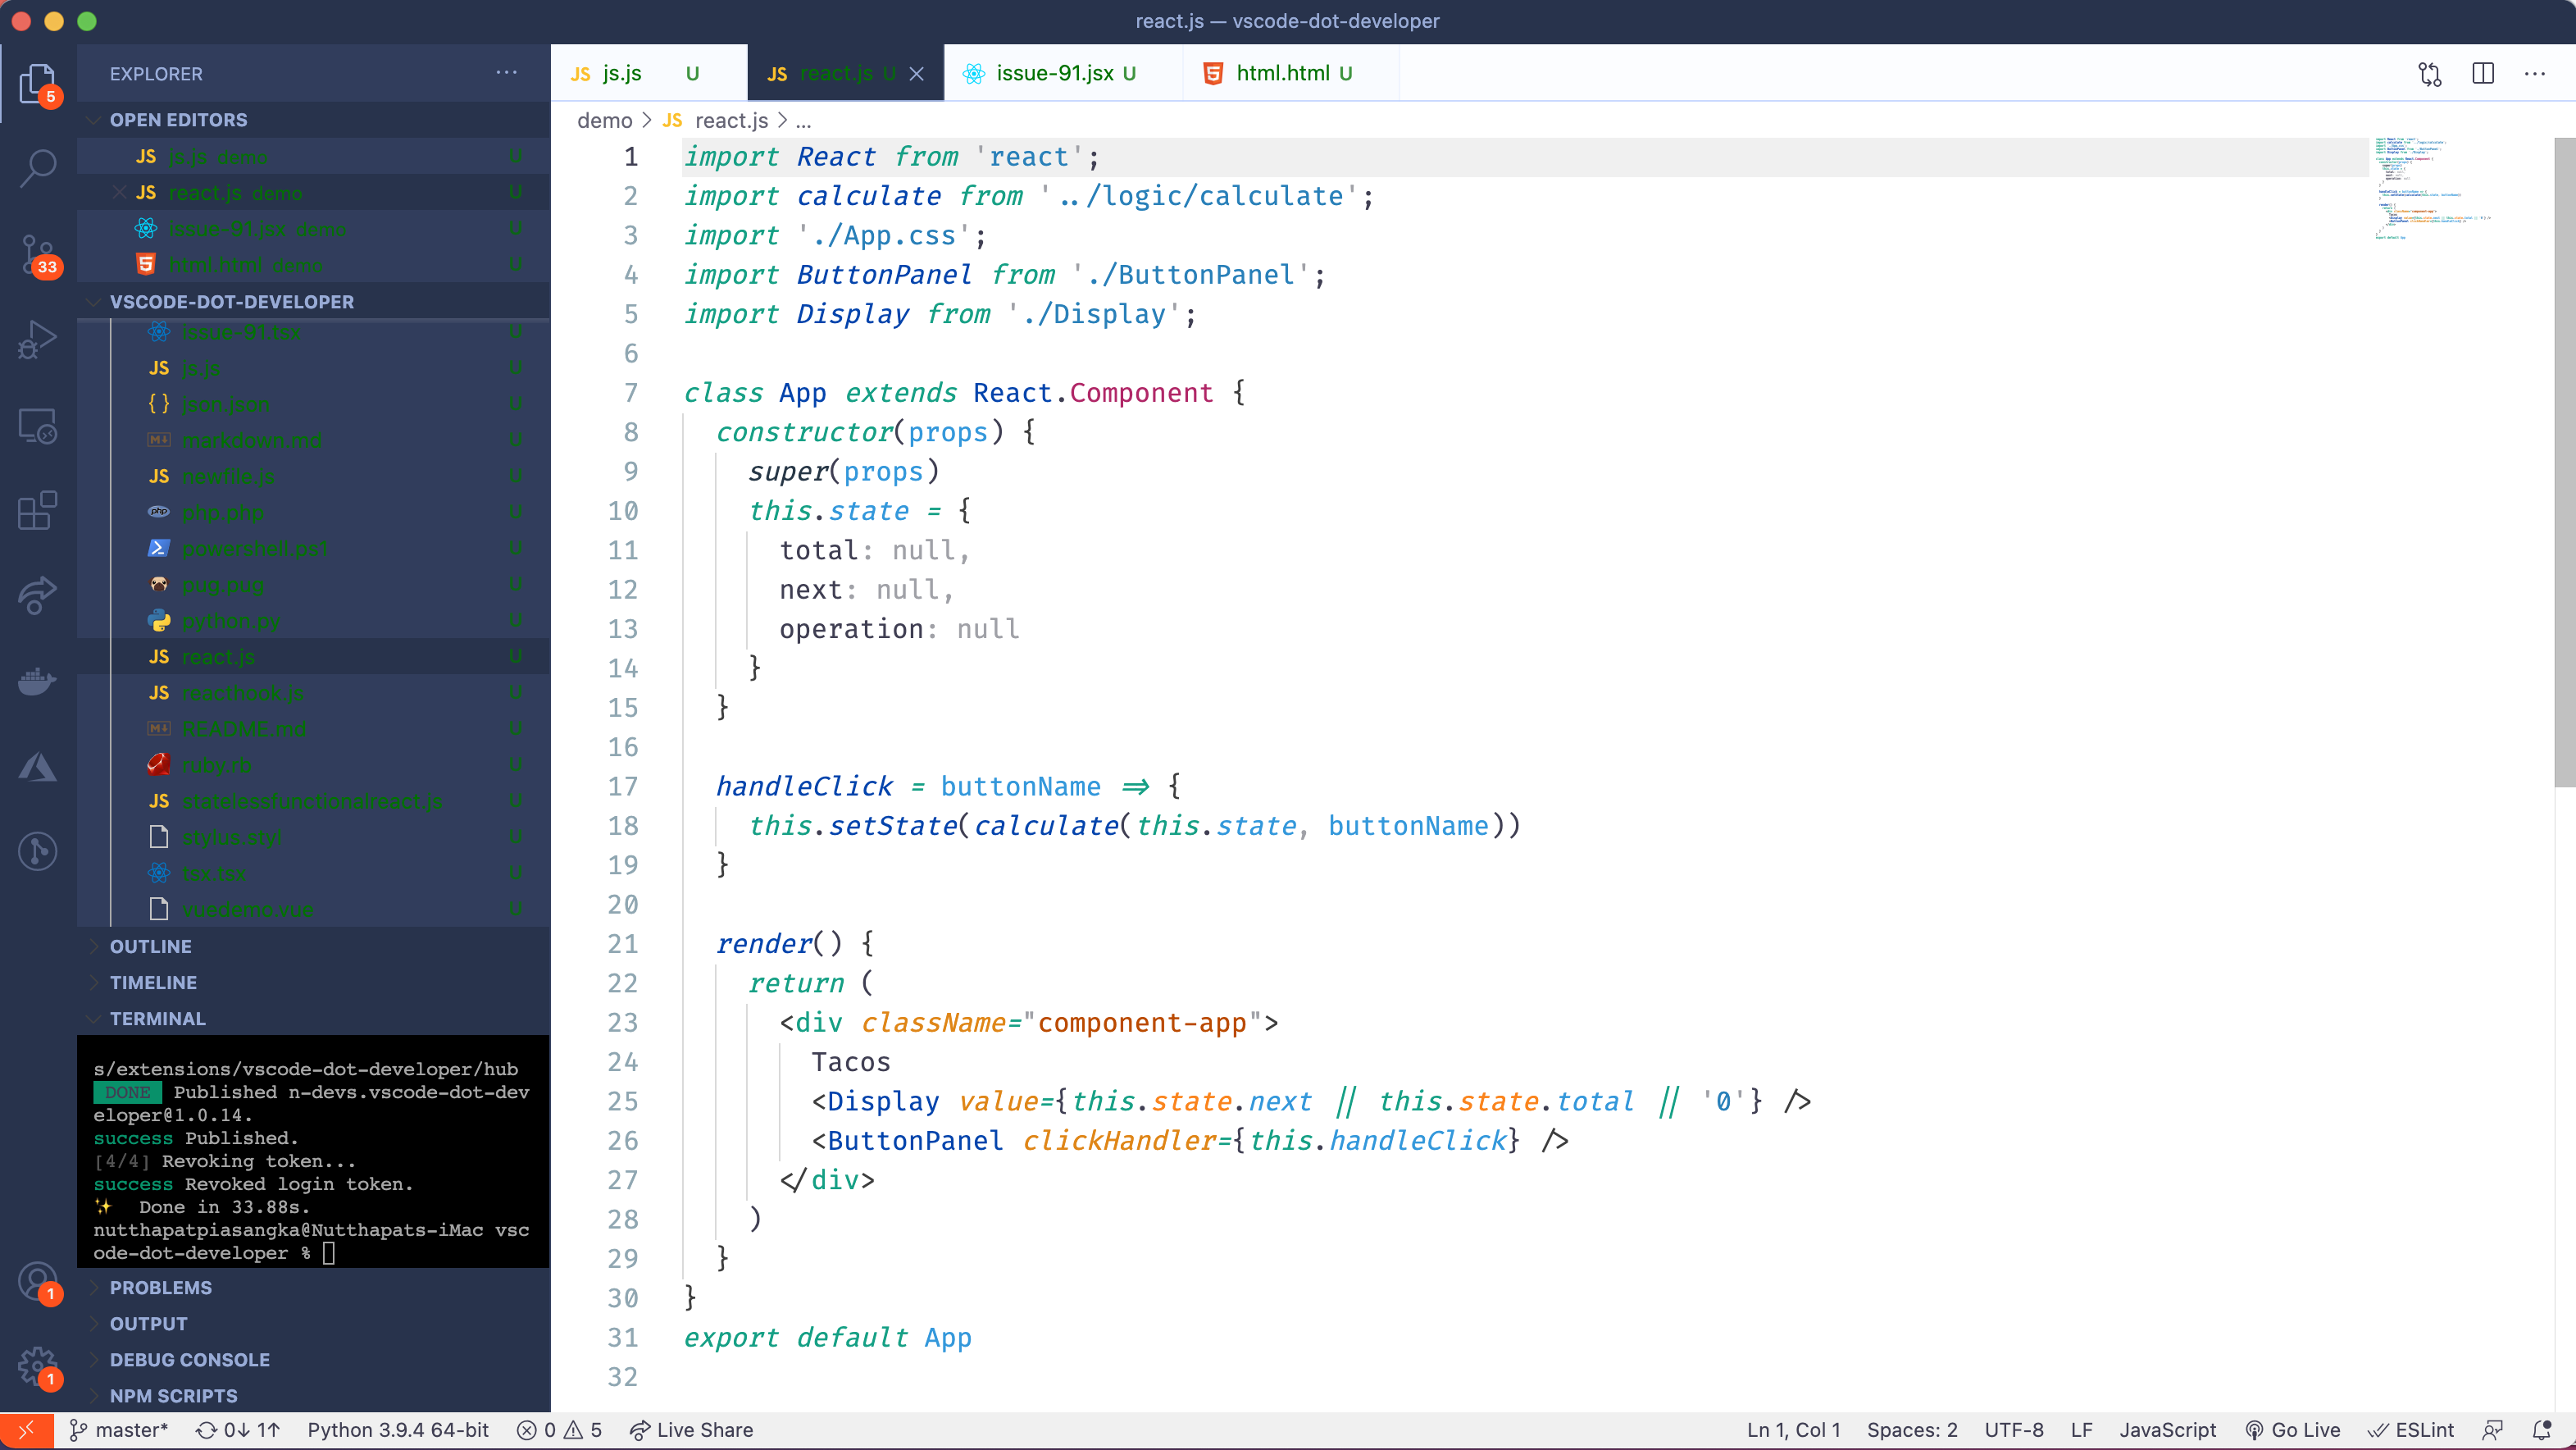 react.js — vscode-dot-developer
EXPLORER
5
33
OPEN EDITORS
JS js.js demo U
JS react.js demo U
issue-91.jsx demo U
html.html demo U
VSCODE-DOT-DEVELOPER
issue-91.tsx U
JS js.js U
{} json.json U
markdown.md U
JS newfile.js U
php php.php U
powershell.ps1 U
pug.pug U
python.py U
JS react.js U
JS reacthook.js U
README.md U
ruby.rb U
JS statelessfunctionalreact.js U
stylus.styl U
tsx.tsx U
vuedemo.vue U
OUTLINE
TIMELINE
TERMINAL
s/extensions/vscode-dot-developer/hub
DONE Published n-devs.vscode-dot-dev
eloper@1.0.14.
success Published.
[4/4] Revoking token...
success Revoked login token.
✨ Done in 33.88s.
nutthapatpiasangka@Nutthapats-iMac vsc
ode-dot-developer %
PROBLEMS
OUTPUT
DEBUG CONSOLE
NPM SCRIPTS
1
1
JS js.js U
JS react.js U
issue-91.jsx U
html.html U
demo > JS react.js > ...
1 import React from 'react';
2 import calculate from '../logic/calculate';
3 import './App.css';
4 import ButtonPanel from './ButtonPanel';
5 import Display from './Display';
6
7 class App extends React.Component {
8 constructor(props) {
9 super(props)
10 this.state = {
11 total: null,
12 next: null,
13 operation: null
14 }
15 }
16
17 handleClick = buttonName => {
18 this.setState(calculate(this.state, buttonName))
19 }
20
21 render() {
22 return (
23 <div className="component-app">
24 Tacos
25 <Display value={this.state.next || this.state.total || '0'} />
26 <ButtonPanel clickHandler={this.handleClick} />
27 </div>
28 )
29 }
30 }
31 export default App
32
master* 0↓ 1↑ Python 3.9.4 64-bit 0 5 Live Share Ln 1, Col 1 Spaces: 2 UTF-8 LF JavaScript Go Live ESLint